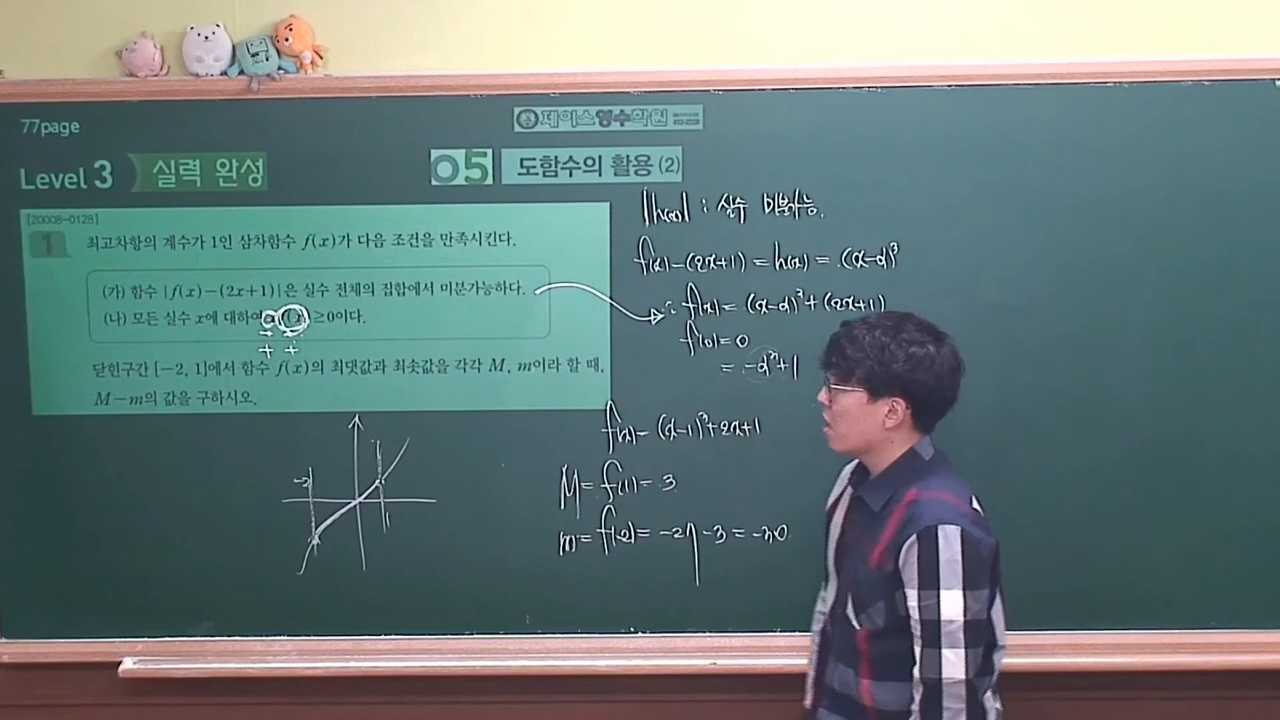 77page
제이스영수학원
Level 3 실력 완성
05 도함수의 활용 (2)
[20008-0128]
1 최고차항의 계수가 1인 삼차함수 f(x)가 다음 조건을 만족시킨다.
(가) 함수 |f(x)-(2x+1)|은 실수 전체의 집합에서 미분가능하다.
(나) 모든 실수 x에 대하여 xf(x)≥0이다.
- -
+ +
닫힌구간 [-2, 1]에서 함수 f(x)의 최댓값과 최솟값을 각각 M, m이라 할 때,
M-m의 값을 구하시오.
|h(x)| : 실수 미분가능.
f(x)-(2x+1) = h(x) = (x-α)³
∴ f(x) = (x-α)³+(2x+1)
f(0)=0
= -α³+1
f(x)= (x-1)³+2x+1
M= f(1)= 3
m= f(-2)= -27-3 = -30
-2
1